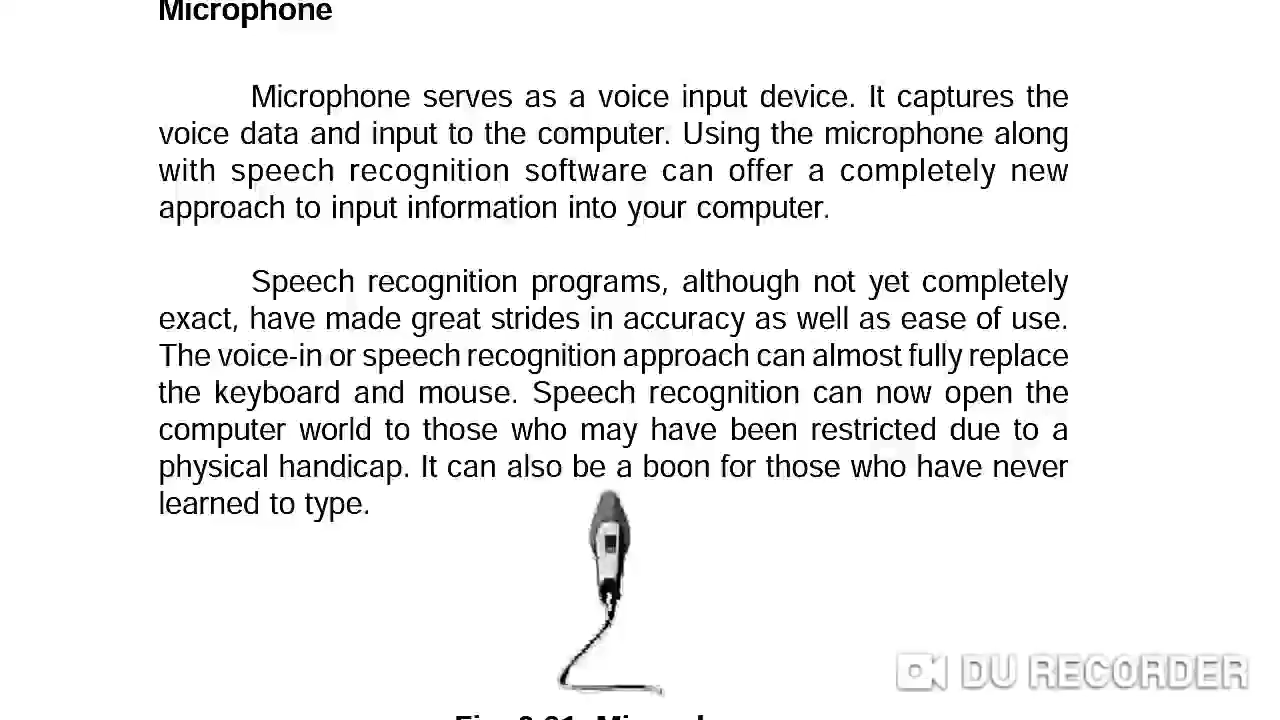 Microphone
Microphone serves as a voice input device. It captures the
voice data and input to the computer. Using the microphone along
with speech recognition software can offer a completely new
approach to input information into your computer.
Speech recognition programs, although not yet completely
exact, have made great strides in accuracy as well as ease of use.
The voice-in or speech recognition approach can almost fully replace
the keyboard and mouse. Speech recognition can now open the
computer world to those who may have been restricted due to a
physical handicap. It can also be a boon for those who have never
learned to type.
DU RECORDER